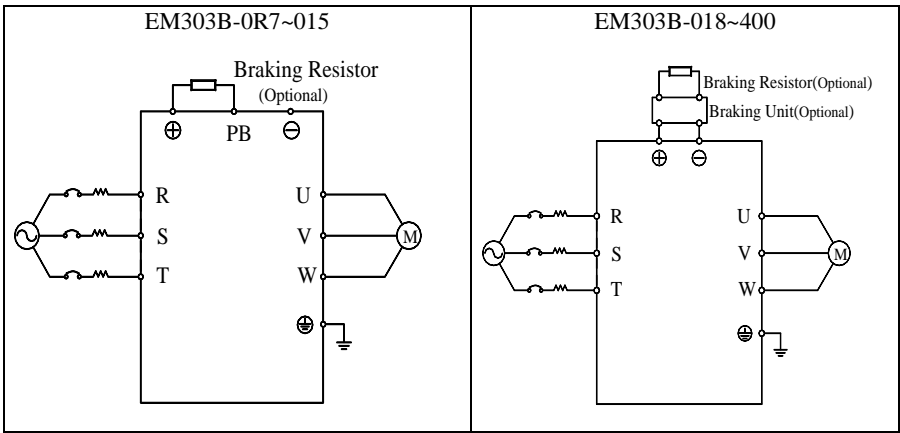 EM303B-0R7~015
Braking Resistor
(Optional)
⊕ PB ⊖
R U
S V M
T W
EM303B-018~400
Braking Resistor(Optional)
Braking Unit(Optional)
⊕ ⊖
R U
S V M
T W